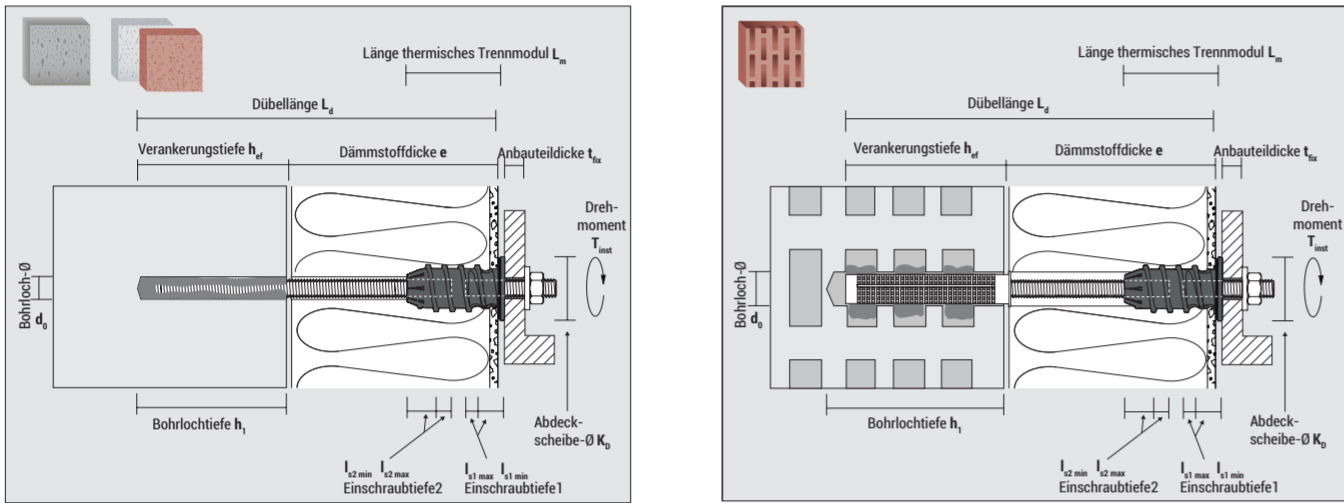 Länge thermisches Trennmodul Lm
Dübellänge Ld
Verankerungstiefe hef
Dämmstoffdicke e
Anbauteildicke tfix
Dreh-
moment
Tinst
Bohrloch-Ø
d0
Bohrlochtiefe h1
Abdeck-
scheibe-Ø KD
ls2 min ls2 max
Einschraubtiefe2
ls1 max ls1 min
Einschraubtiefe1
Länge thermisches Trennmodul Lm
Dübellänge Ld
Verankerungstiefe hef
Dämmstoffdicke e
Anbauteildicke tfix
Dreh-
moment
Tinst
Bohrloch-Ø
d0
Bohrlochtiefe h1
Abdeck-
scheibe-Ø KD
ls2 min ls2 max
Einschraubtiefe2
ls1 max ls1 min
Einschraubtiefe1